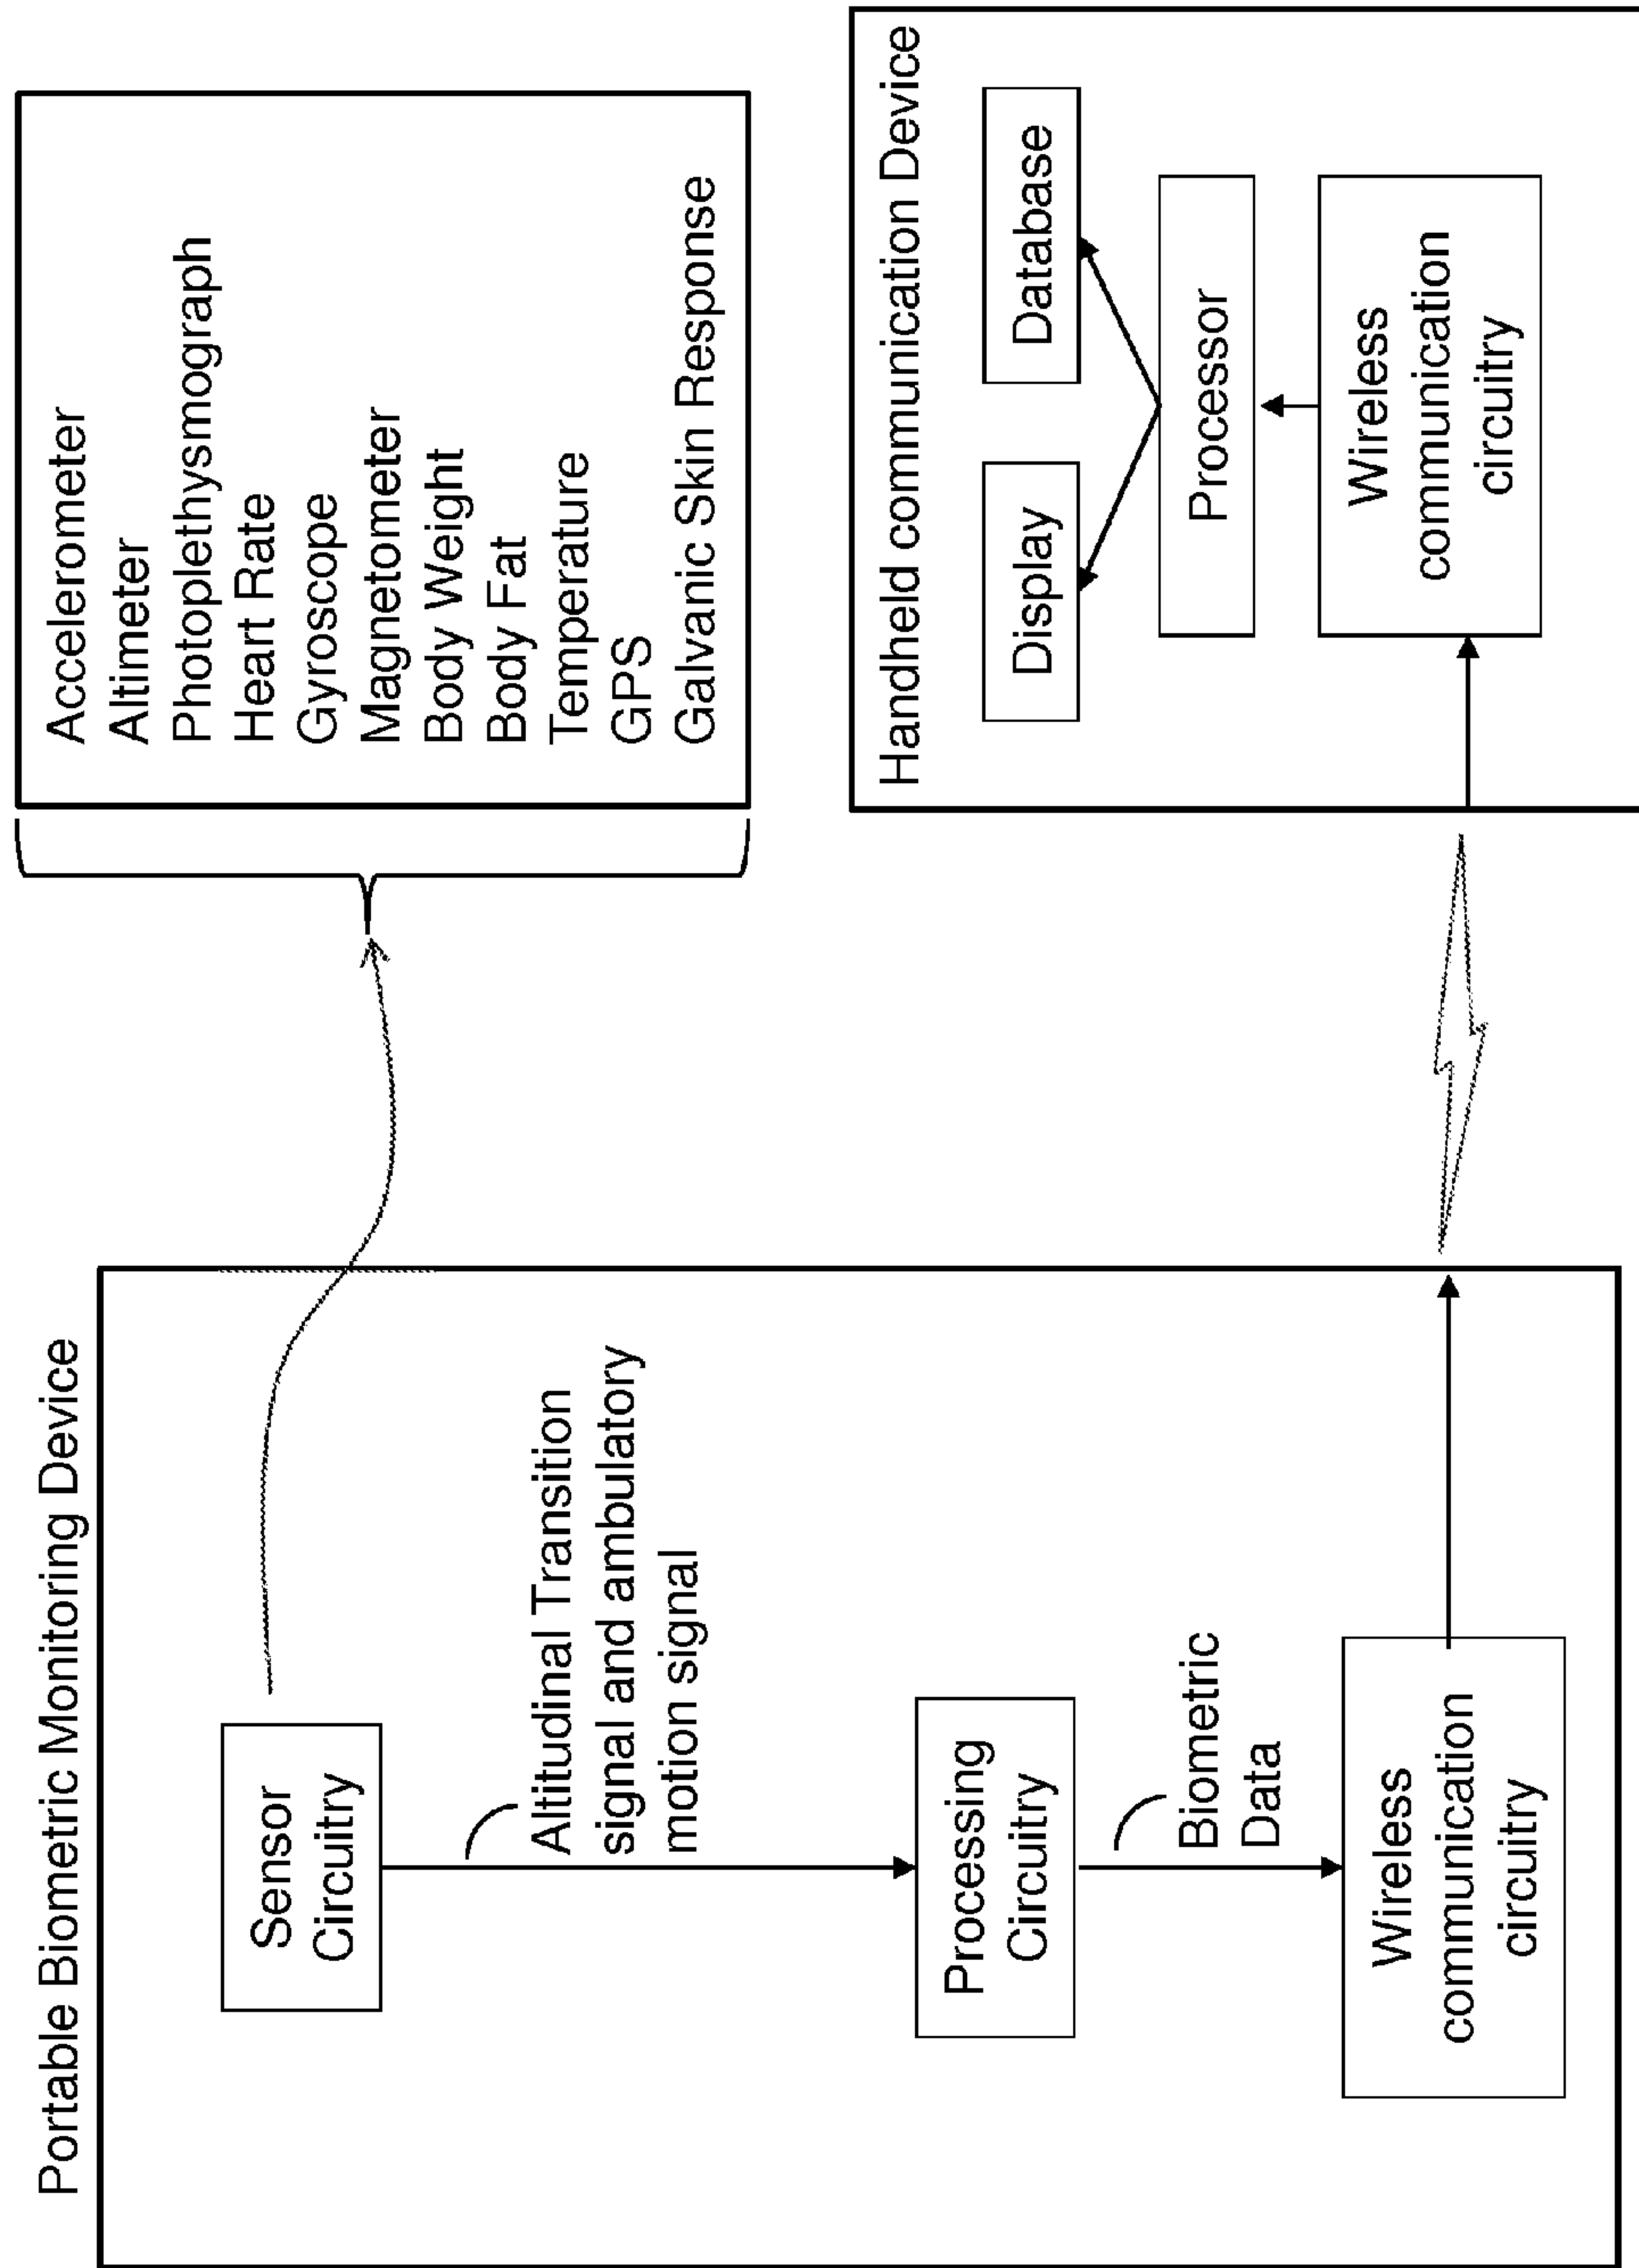 Portable Biometric Monitoring Device
Sensor
Circuitry
Altitudinal Transition
signal and ambulatory
motion signal
Processing
Circuitry
Biometric
Data
Wireless
communication
circuitry
Accelerometer
Altimeter
Photoplethysmograph
Heart Rate
Gyroscope
Magnetometer
Body Weight
Body Fat
Temperature
GPS
Galvanic Skin Response
Handheld communication Device
Display
Database
Processor
Wireless
communication
circuitry